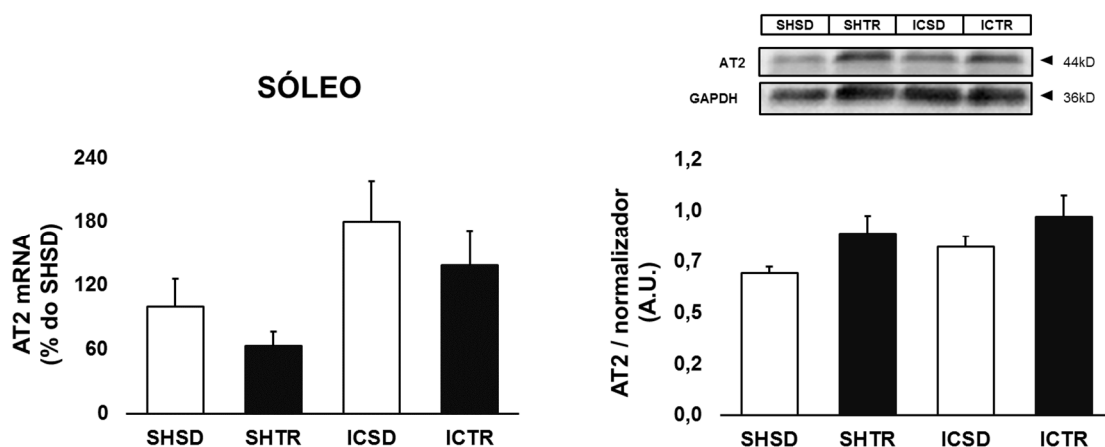 SÓLEO
AT2 mRNA
(% do SHSD)
240
180
120
60
0
SHSD SHTR ICSD ICTR
SHSD SHTR ICSD ICTR
AT2 44kD
GAPDH 36kD
AT2 / normalizador
(A.U.)
1,2
1,0
0,7
0,5
0,2
0,0
SHSD SHTR ICSD ICTR